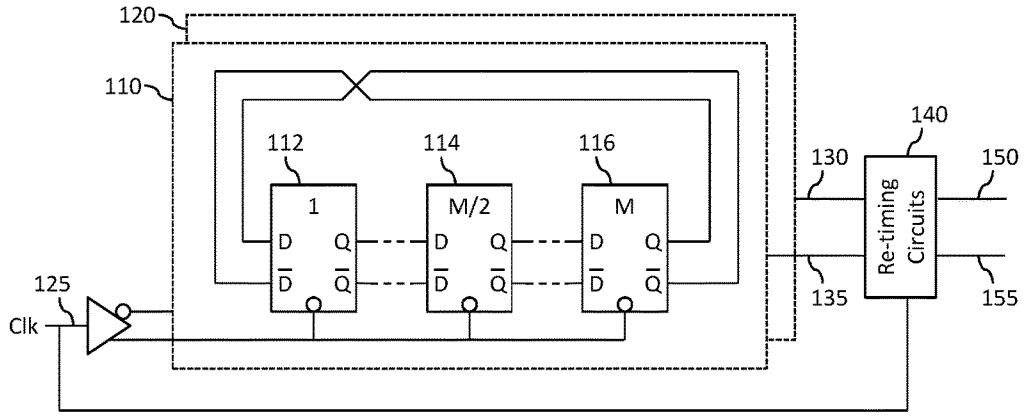 120
110
140
112
114
116
130
150
1
M/2
M
Re-timing
Circuits
D Q
D Q
D Q
D̅ Q̅
D̅ Q̅
D̅ Q̅
125
135
155
Clk